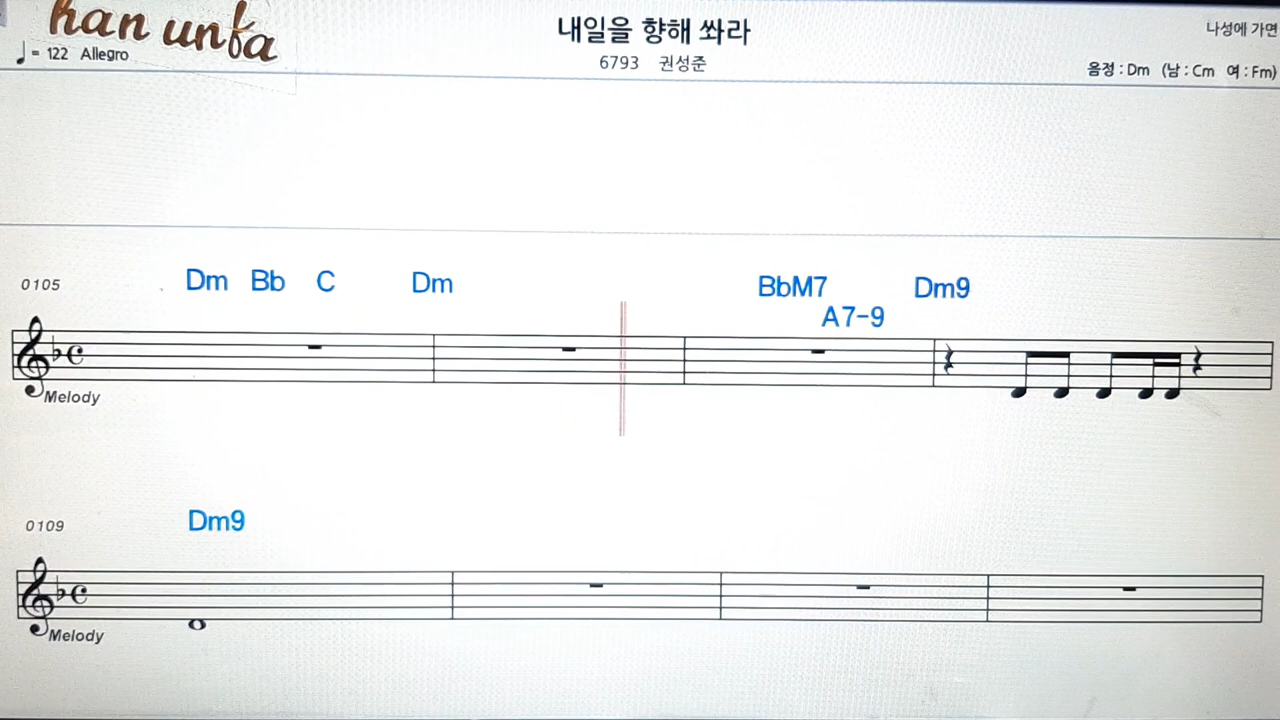 han unfa
♩= 122 Allegro
내일을 향해 쏴라
6793 권성준
나성에 가면
음정 : Dm (남 : Cm 여 : Fm)
0105
Dm Bb C Dm BbM7 Dm9
A7-9
Melody
0109
Dm9
Melody